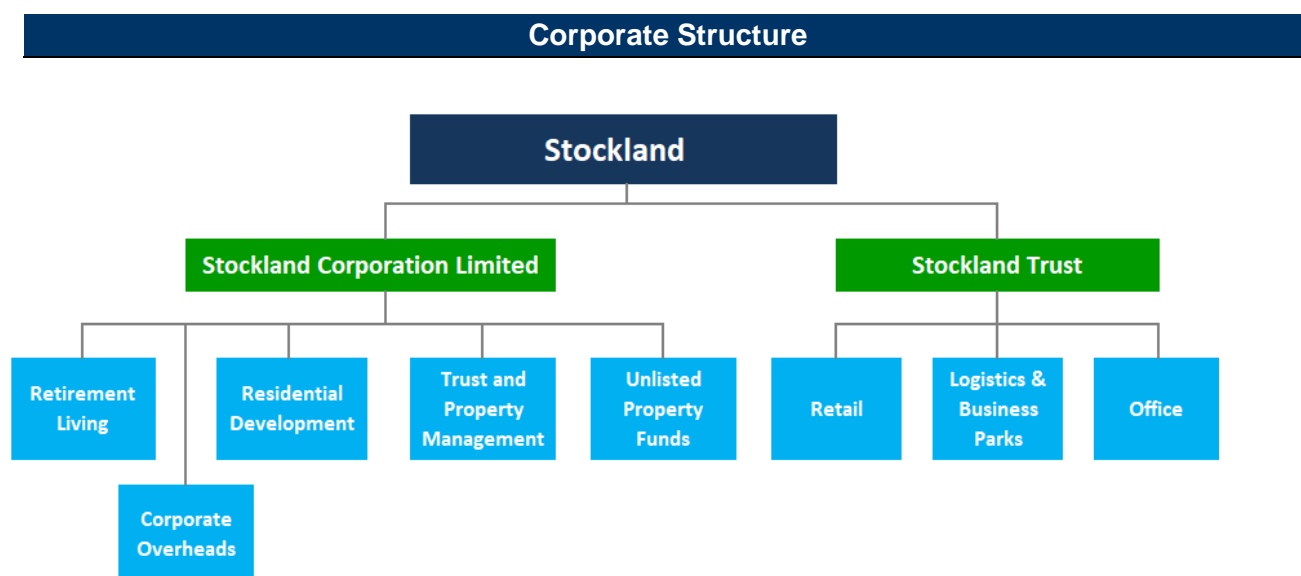 Corporate Structure
Stockland
Stockland Corporation Limited
Stockland Trust
Retirement
Living
Residential
Development
Trust and
Property
Management
Unlisted
Property
Funds
Retail
Logistics &
Business
Parks
Office
Corporate
Overheads